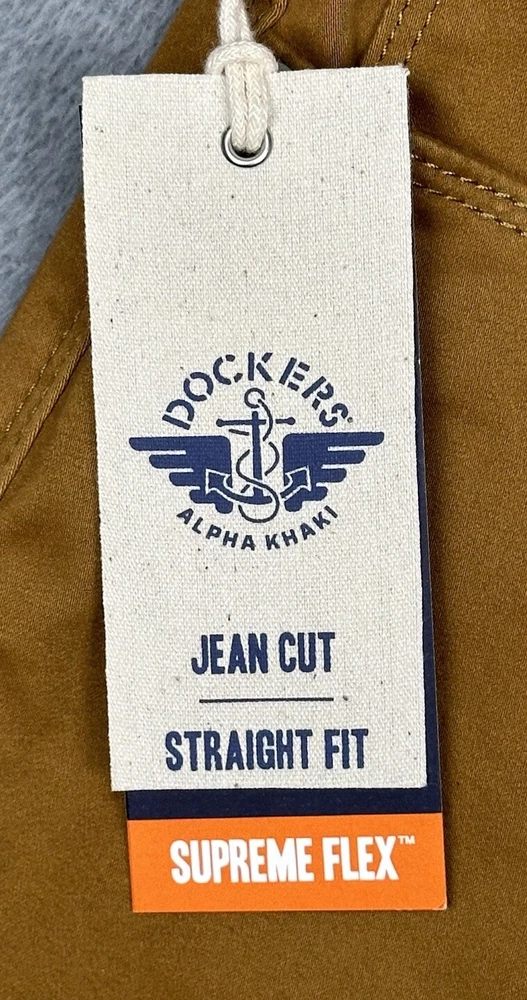 DOCKERS®
ALPHA KHAKI
JEAN CUT
STRAIGHT FIT
SUPREME FLEX™